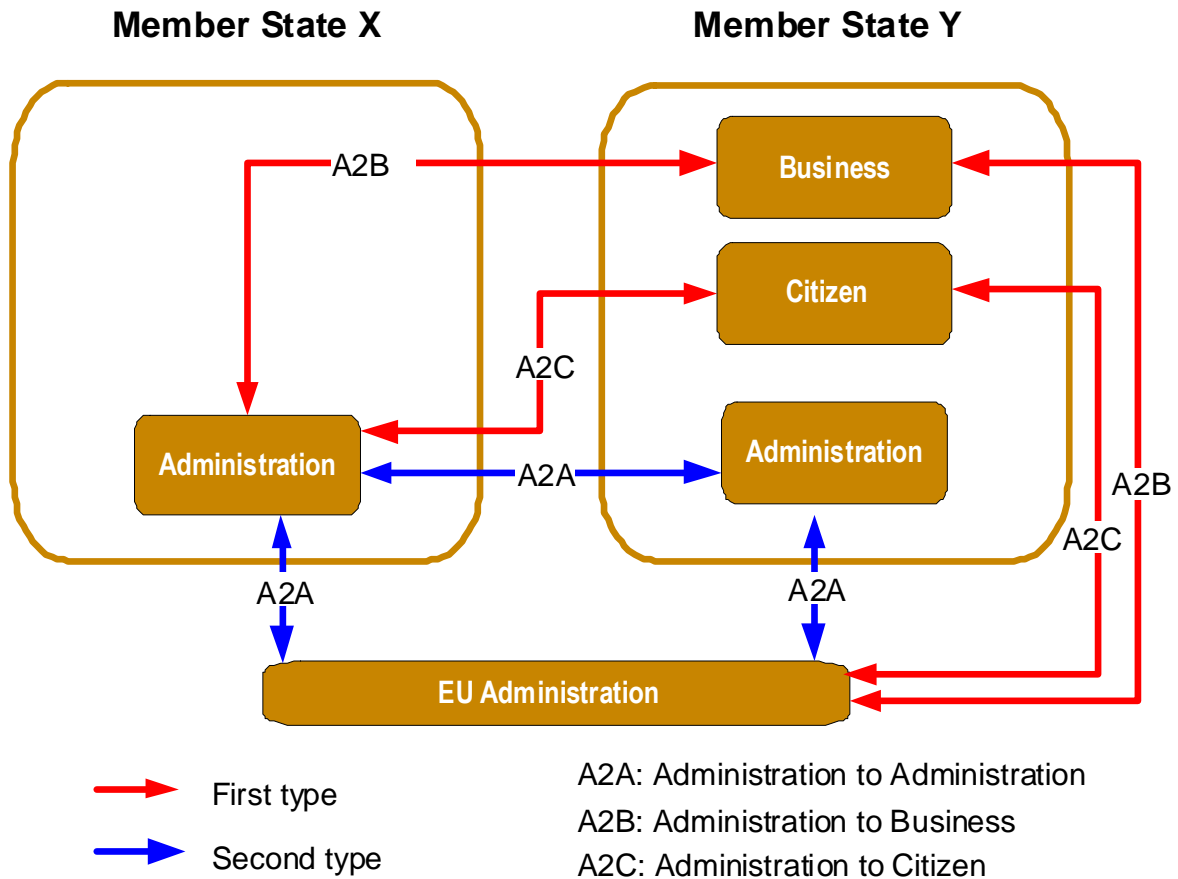 Member State X
Member State Y
Business
A2B
Citizen
A2C
Administration
Administration
A2A
A2B
A2C
A2A
A2A
EU Administration
First type
Second type
A2A: Administration to Administration
A2B: Administration to Business
A2C: Administration to Citizen